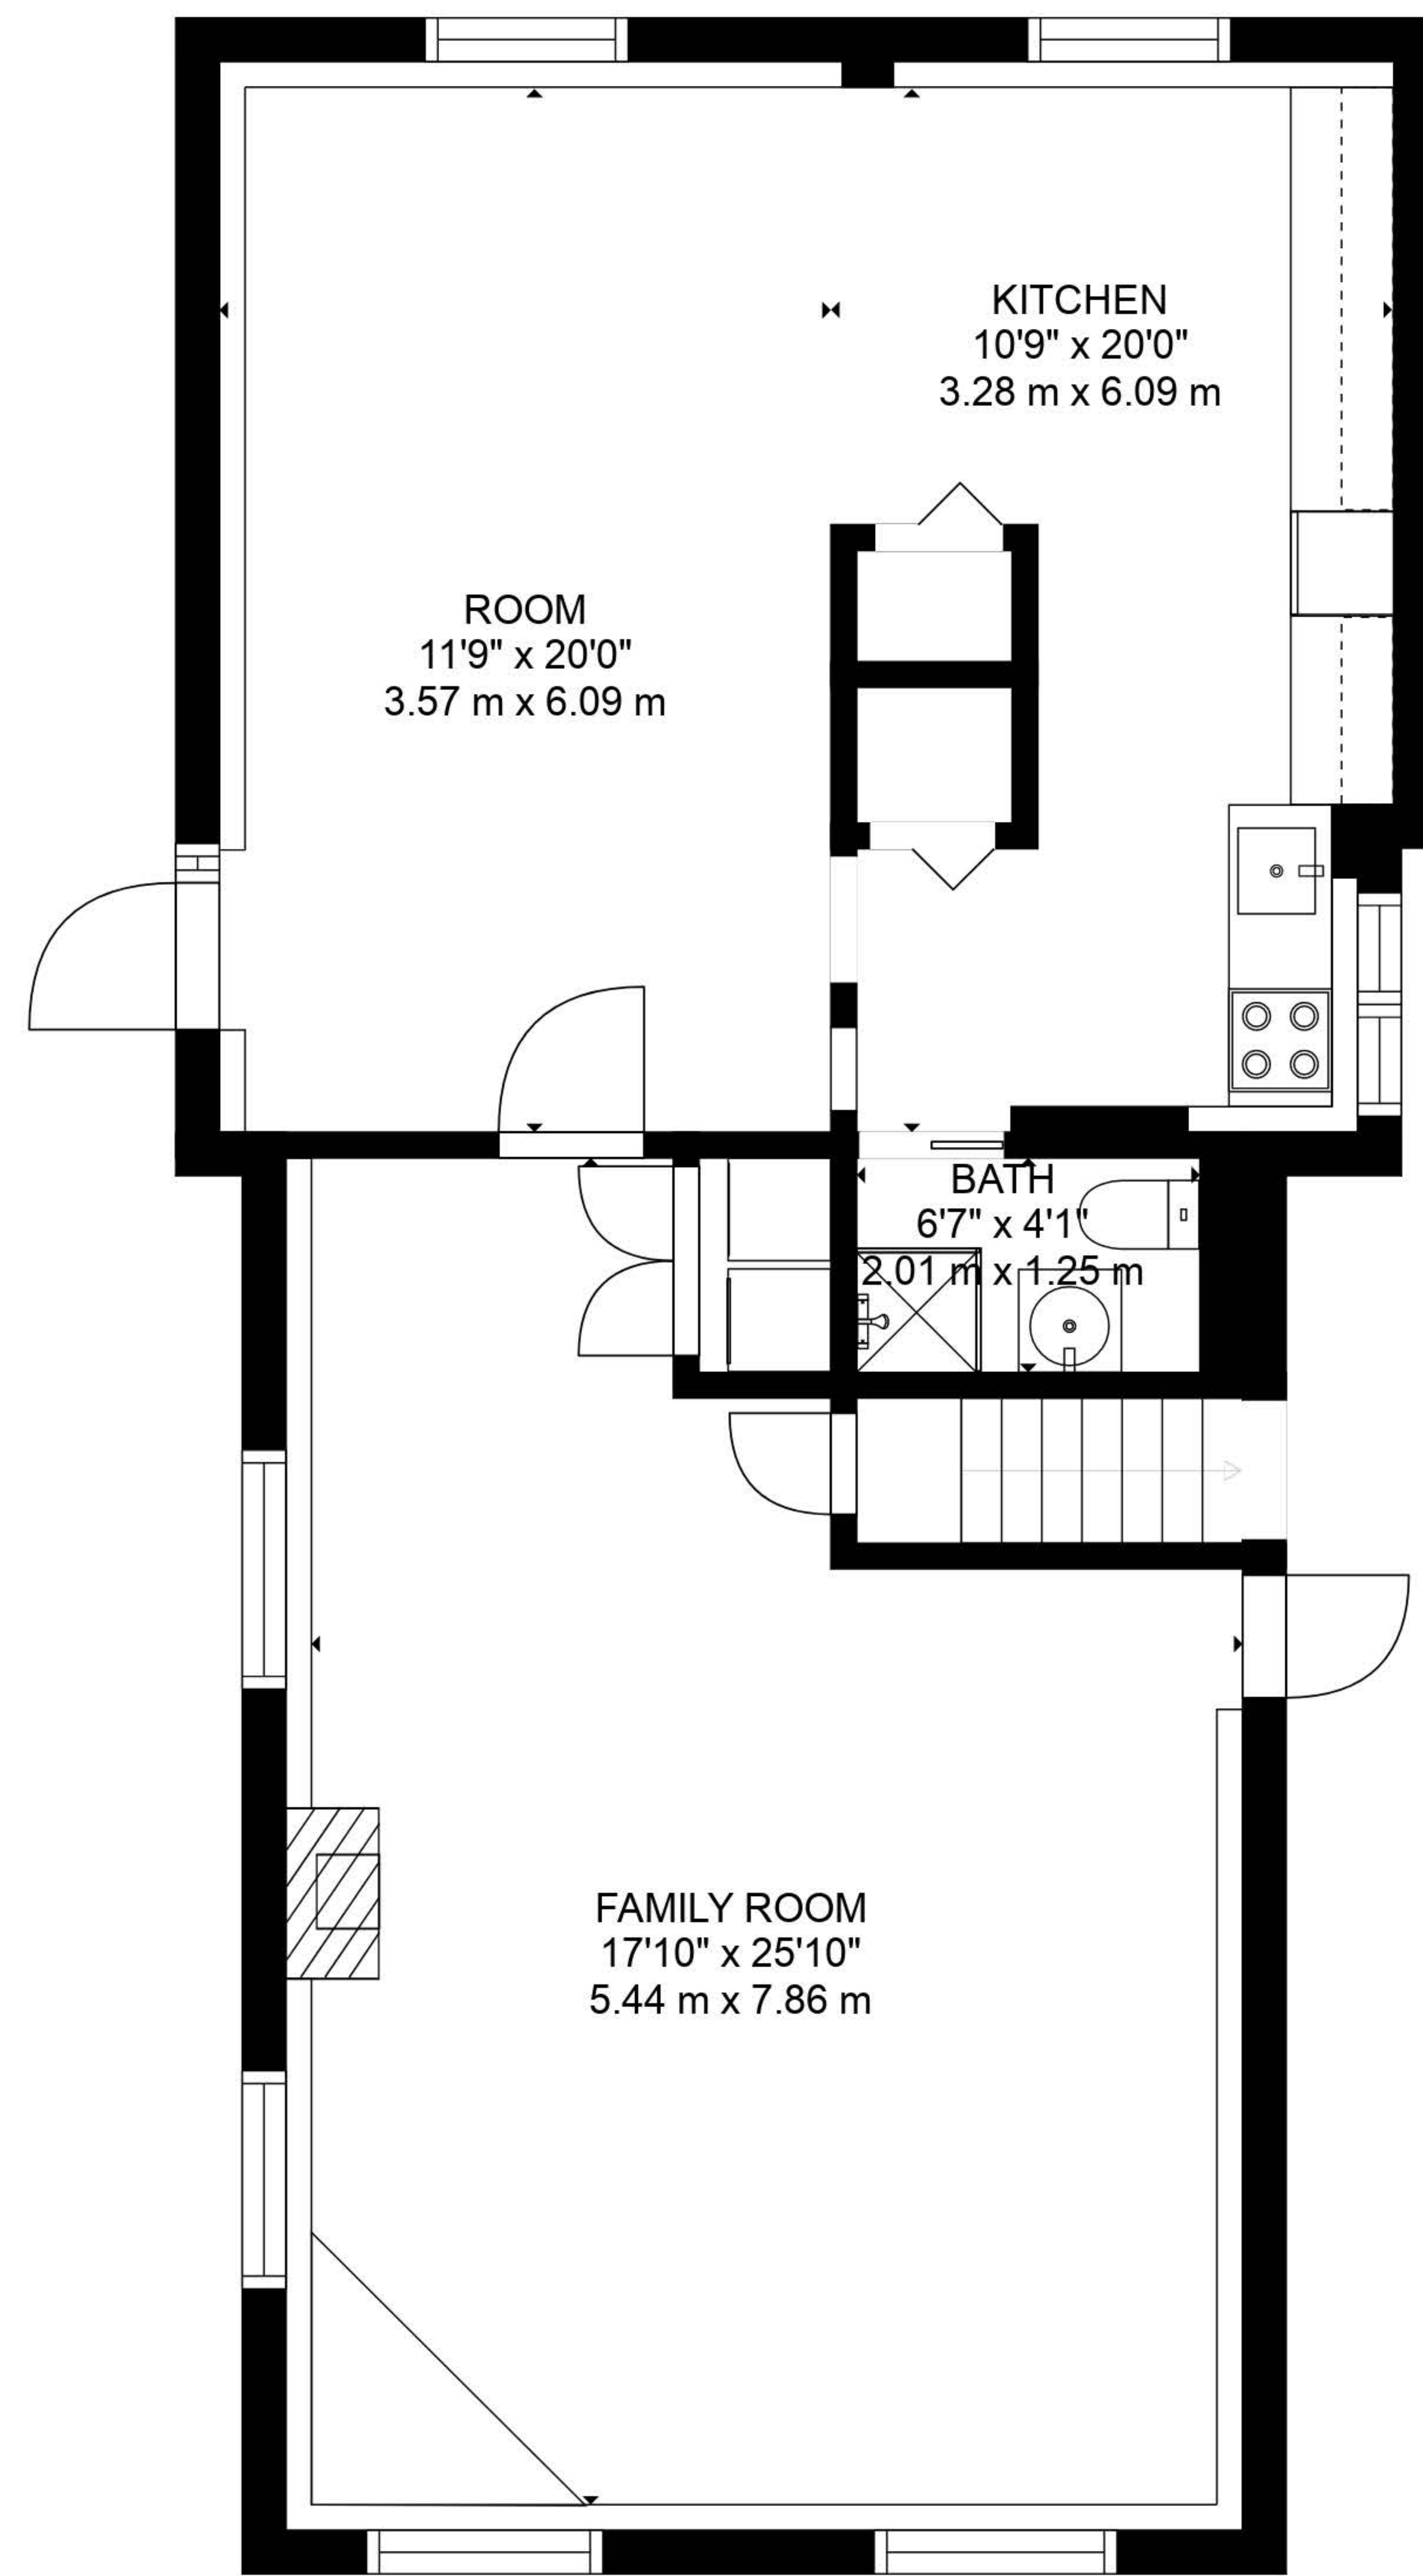 KITCHEN
10'9" x 20'0"
3.28 m x 6.09 m
ROOM
11'9" x 20'0"
3.57 m x 6.09 m
BATH
6'7" x 4'1"
2.01 m x 1.25 m
FAMILY ROOM
17'10" x 25'10"
5.44 m x 7.86 m